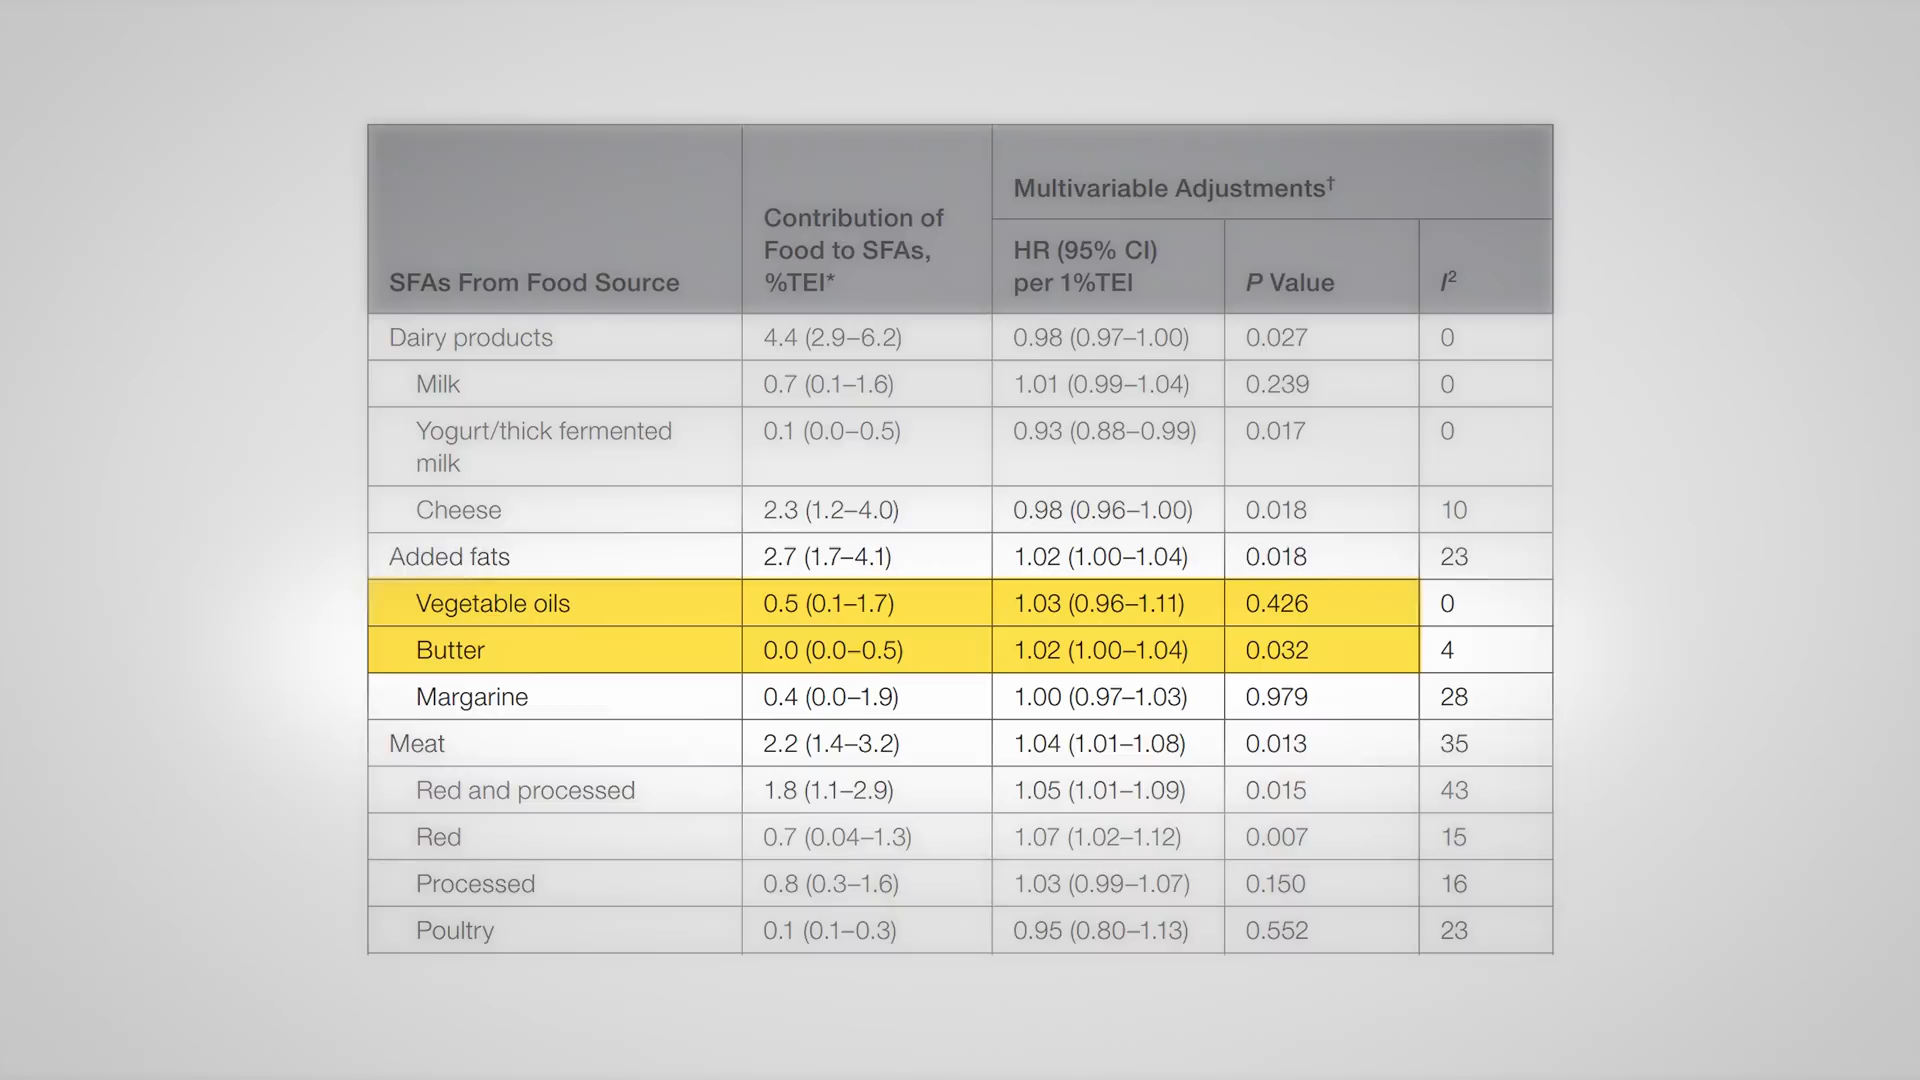 SFAs From Food Source
Contribution of
Food to SFAs,
%TEI*
Multivariable Adjustments†
HR (95% CI)
per 1%TEI
P Value
I²
Dairy products 4.4 (2.9–6.2) 0.98 (0.97–1.00) 0.027 0
Milk 0.7 (0.1–1.6) 1.01 (0.99–1.04) 0.239 0
Yogurt/thick fermented 0.1 (0.0–0.5) 0.93 (0.88–0.99) 0.017 0
milk
Cheese 2.3 (1.2–4.0) 0.98 (0.96–1.00) 0.018 10
Added fats 2.7 (1.7–4.1) 1.02 (1.00–1.04) 0.018 23
Vegetable oils 0.5 (0.1–1.7) 1.03 (0.96–1.11) 0.426 0
Butter 0.0 (0.0–0.5) 1.02 (1.00–1.04) 0.032 4
Margarine 0.4 (0.0–1.9) 1.00 (0.97–1.03) 0.979 28
Meat 2.2 (1.4–3.2) 1.04 (1.01–1.08) 0.013 35
Red and processed 1.8 (1.1–2.9) 1.05 (1.01–1.09) 0.015 43
Red 0.7 (0.04–1.3) 1.07 (1.02–1.12) 0.007 15
Processed 0.8 (0.3–1.6) 1.03 (0.99–1.07) 0.150 16
Poultry 0.1 (0.1–0.3) 0.95 (0.80–1.13) 0.552 23